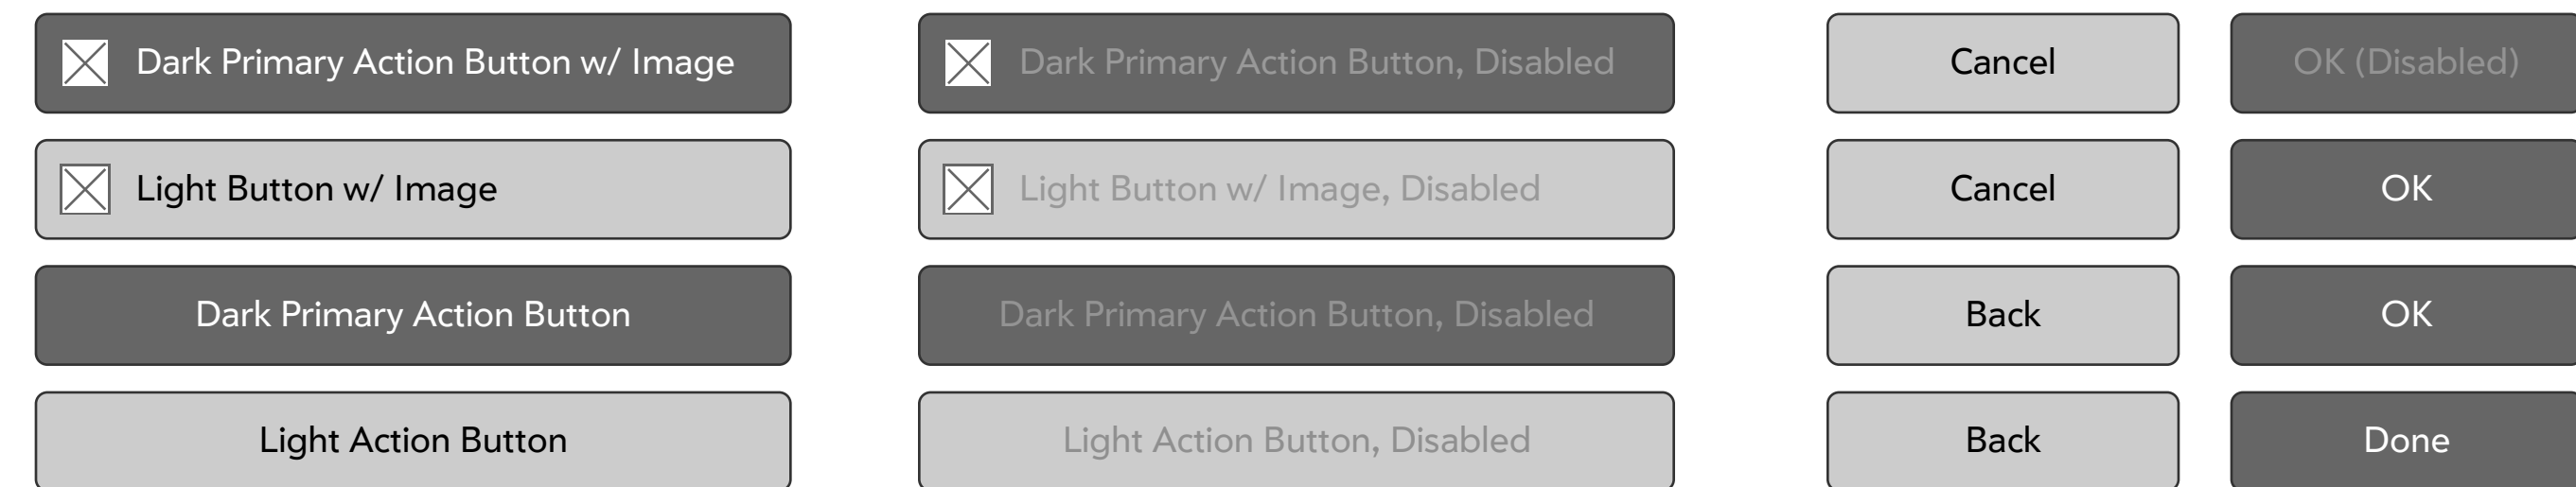 Dark Primary Action Button w/ Image
Dark Primary Action Button, Disabled
Cancel
OK (Disabled)
Light Button w/ Image
Light Button w/ Image, Disabled
Cancel
OK
Dark Primary Action Button
Dark Primary Action Button, Disabled
Back
OK
Light Action Button
Light Action Button, Disabled
Back
Done